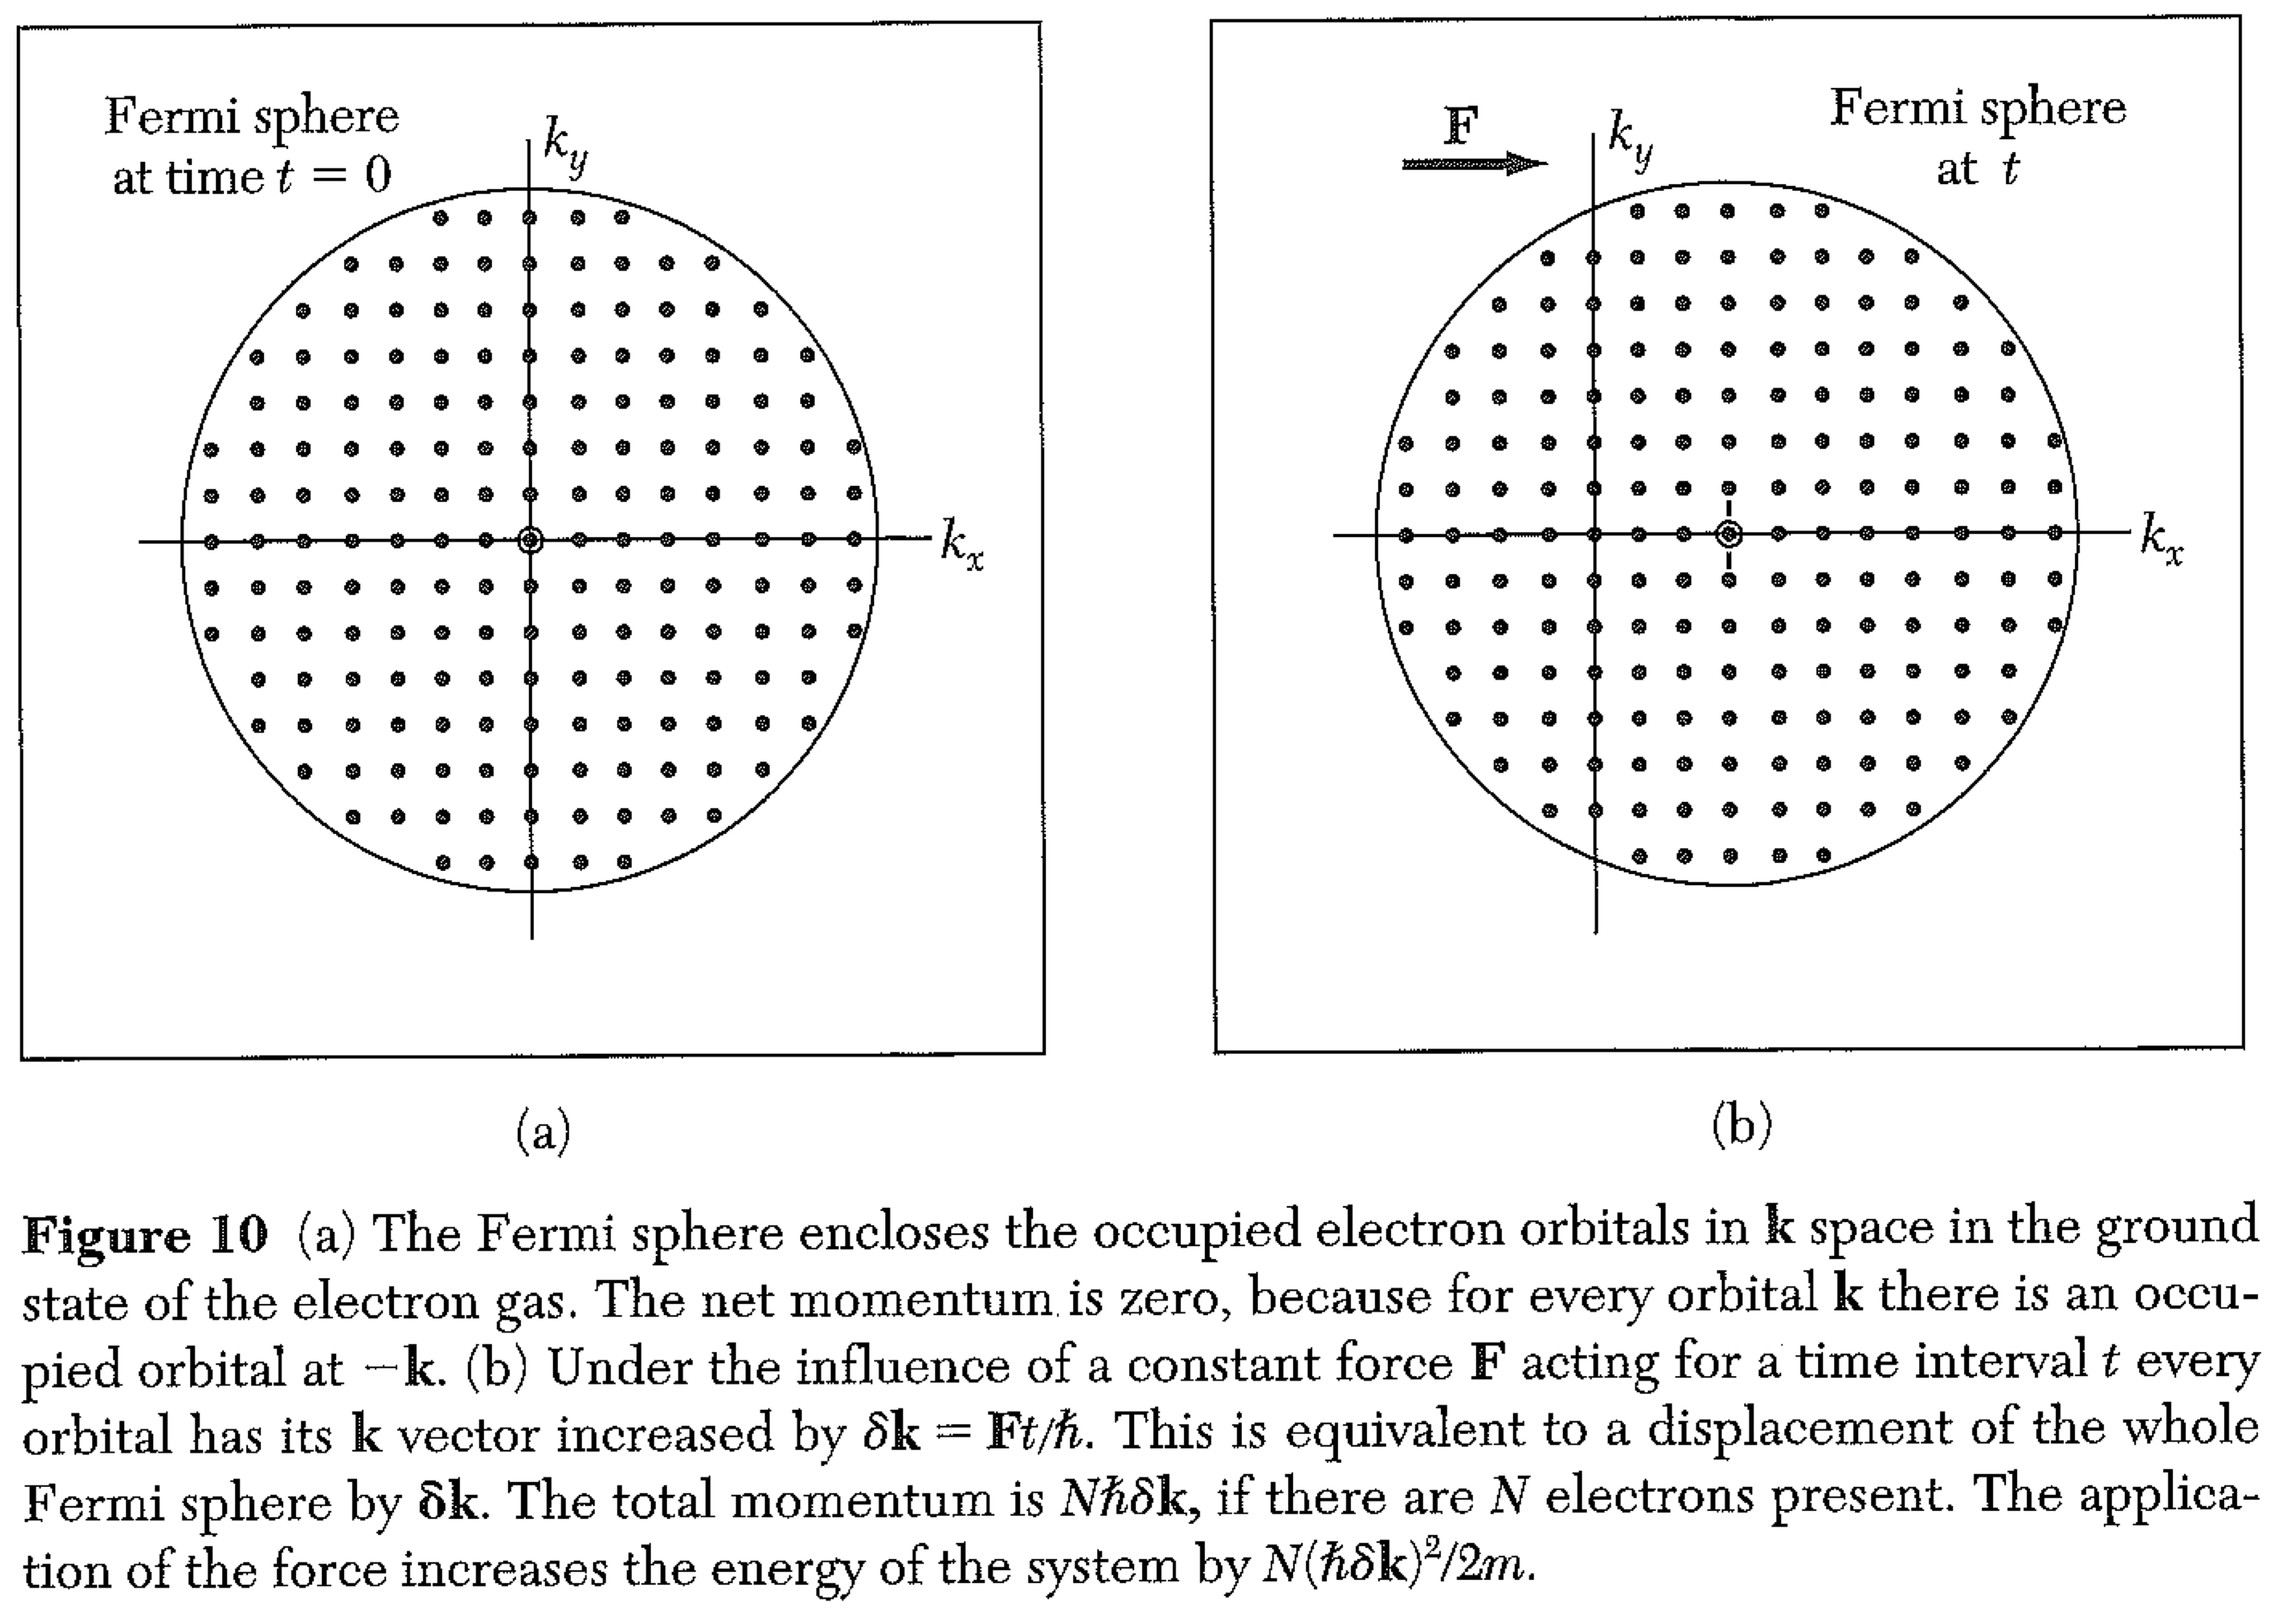 Fermi sphere
at time t = 0
k_y
k_x
F
k_y
Fermi sphere
at t
k_x
(a)
(b)
Figure 10 (a) The Fermi sphere encloses the occupied electron orbitals in k space in the ground
state of the electron gas. The net momentum is zero, because for every orbital k there is an occu-
pied orbital at −k. (b) Under the influence of a constant force F acting for a time interval t every
orbital has its k vector increased by δk = Ft/ħ. This is equivalent to a displacement of the whole
Fermi sphere by δk. The total momentum is Nħδk, if there are N electrons present. The applica-
tion of the force increases the energy of the system by N(ħδk)²/2m.